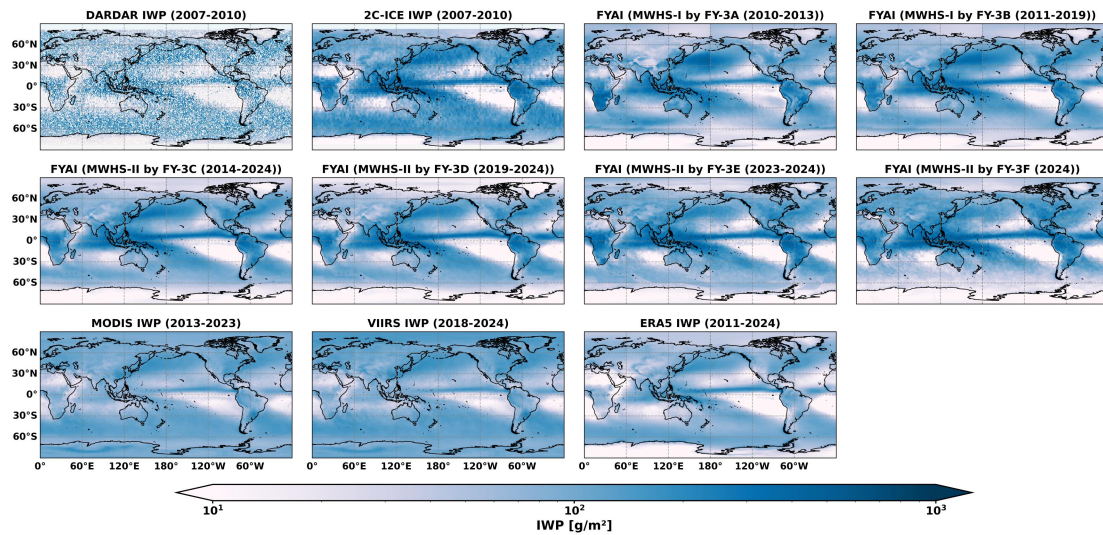 DARDAR IWP (2007-2010)
2C-ICE IWP (2007-2010)
FYAI (MWHS-I by FY-3A (2010-2013))
FYAI (MWHS-I by FY-3B (2011-2019))
60°N
30°N
0°
30°S
60°S
FYAI (MWHS-II by FY-3C (2014-2024))
FYAI (MWHS-II by FY-3D (2019-2024))
FYAI (MWHS-II by FY-3E (2023-2024))
FYAI (MWHS-II by FY-3F (2024))
60°N
30°N
0°
30°S
60°S
MODIS IWP (2013-2023)
VIIRS IWP (2018-2024)
ERA5 IWP (2011-2024)
60°N
30°N
0°
30°S
60°S
0° 60°E 120°E 180° 120°W 60°W
0° 60°E 120°E 180° 120°W 60°W
0° 60°E 120°E 180° 120°W 60°W
10¹ 10² 10³
IWP [g/m²]